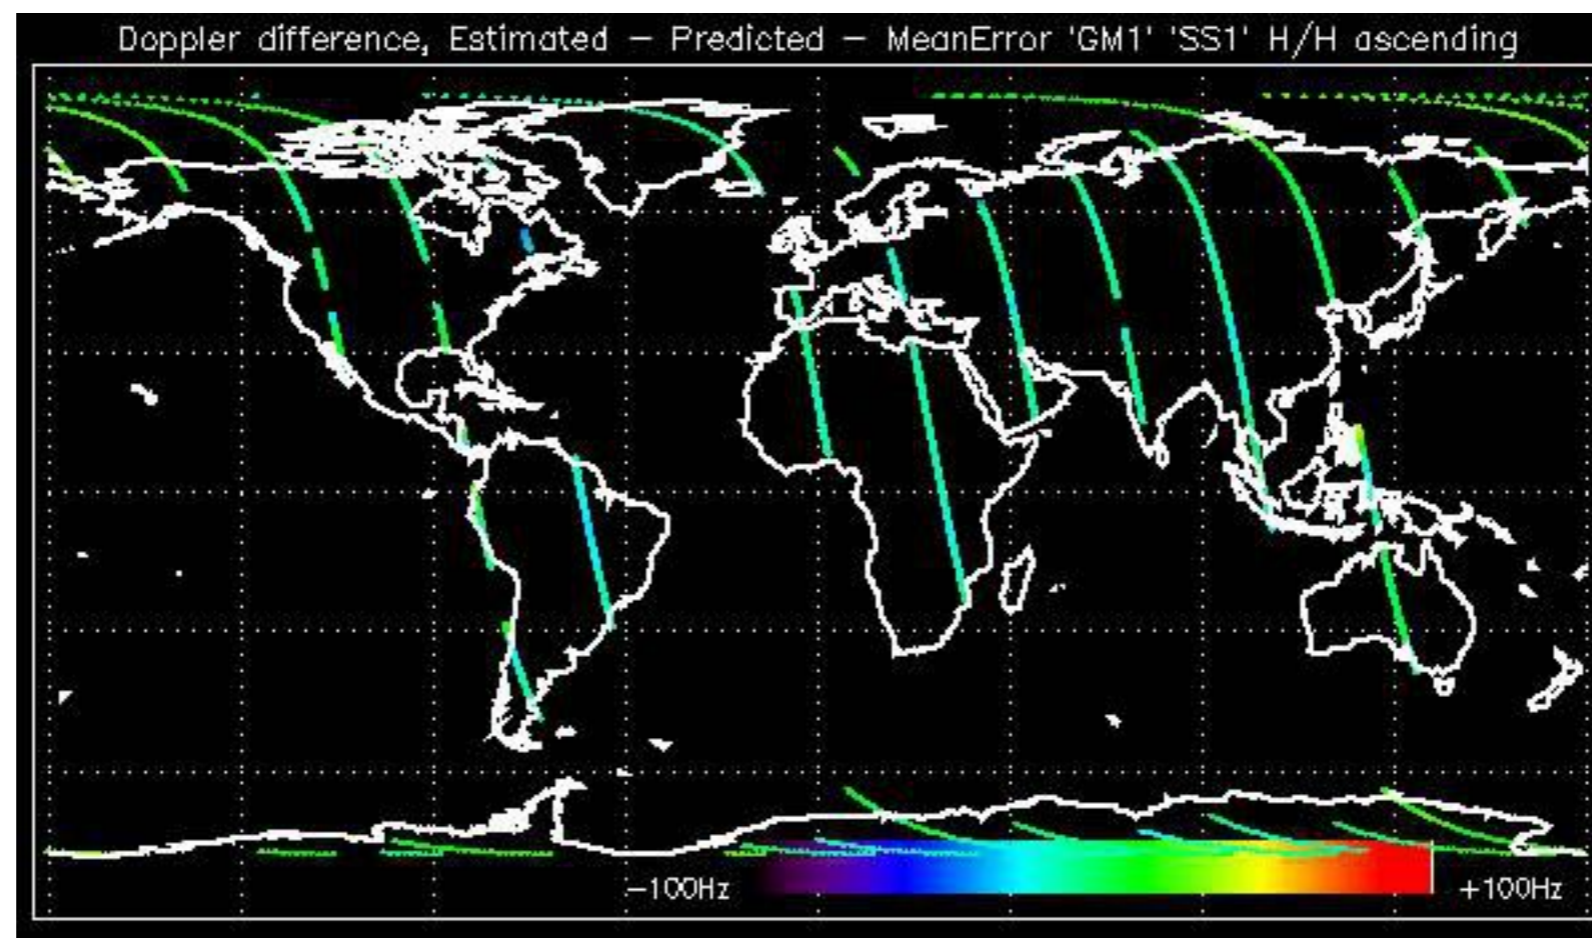 Doppler difference, Estimated − Predicted − MeanError 'GM1' 'SS1' H/H ascending
−100Hz
+100Hz